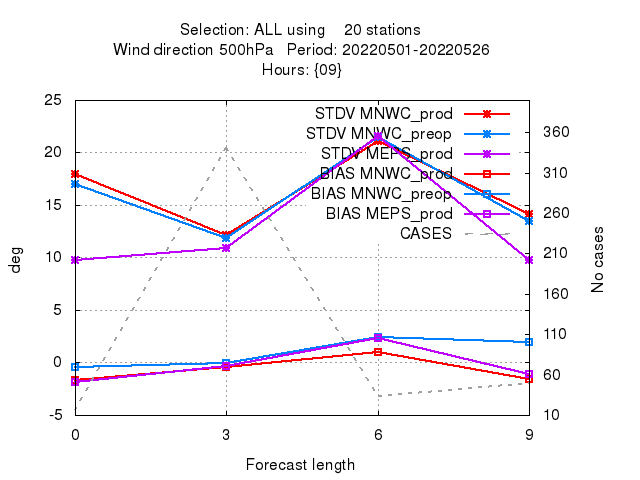 Selection: ALL using    20 stations
Wind direction 500hPa   Period: 20220501-20220526
Hours: {09}
STDV MNWC_prod
STDV MNWC_preop
STDV MEPS_prod
BIAS MNWC_prod
BIAS MNWC_preop
BIAS MEPS_prod
CASES
25
20
15
10
5
0
-5
deg
360
310
260
210
160
110
60
10
No cases
0 3 6 9
Forecast length